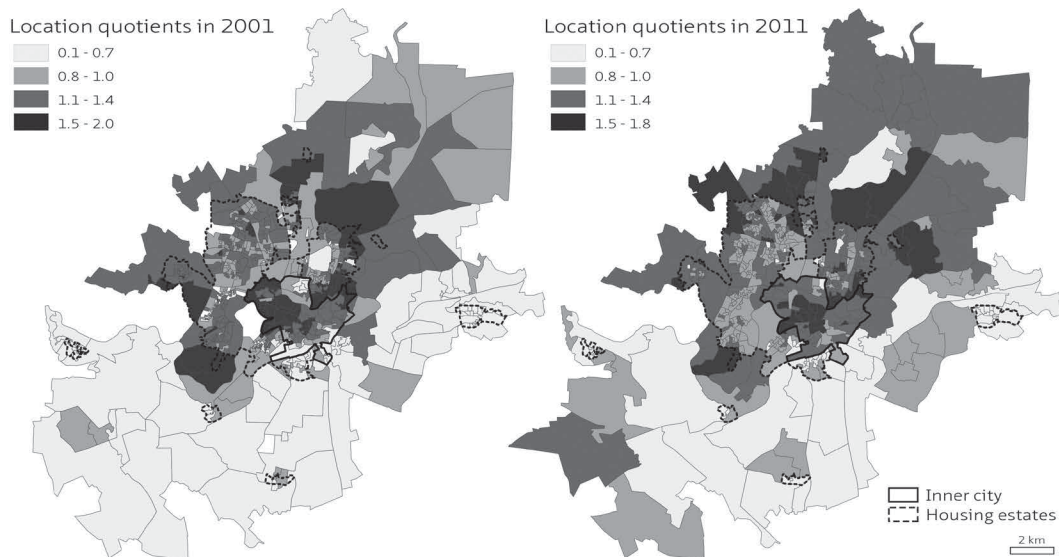 Location quotients in 2001
0.1 - 0.7
0.8 - 1.0
1.1 - 1.4
1.5 - 2.0
Location quotients in 2011
0.1 - 0.7
0.8 - 1.0
1.1 - 1.4
1.5 - 1.8
Inner city
Housing estates
2 km